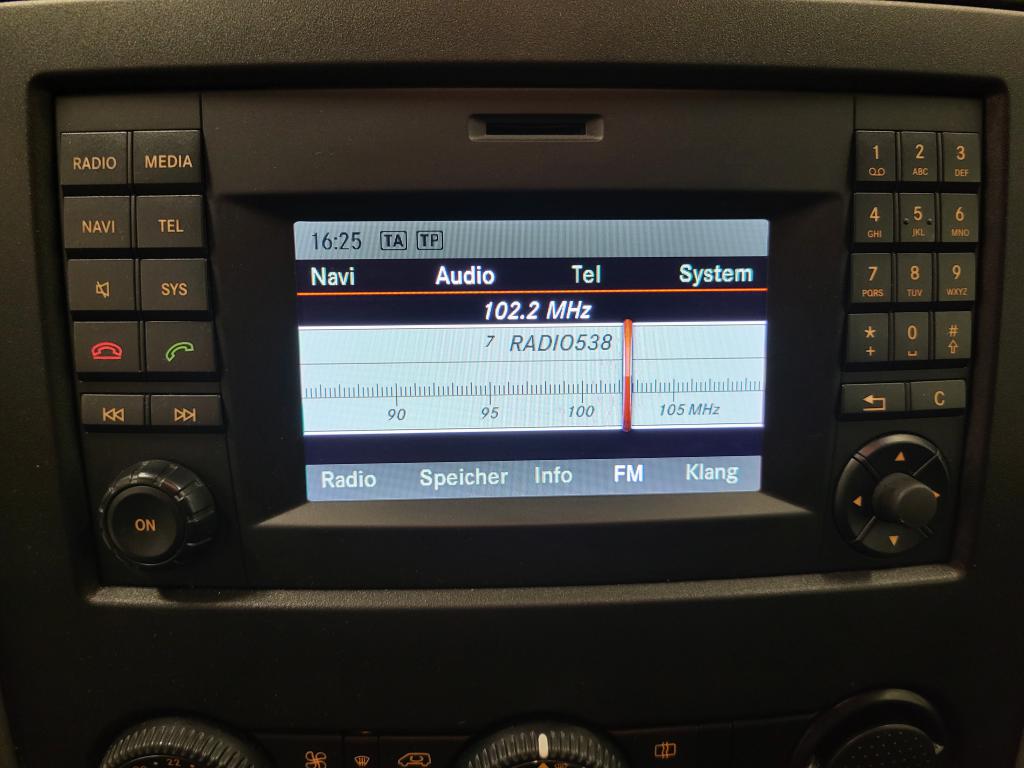 RADIO MEDIA
NAVI TEL
SYS
ON
16:25 TA TP
Navi Audio Tel System
102.2 MHz
7 RADIO538
90 95 100 105 MHz
Radio Speicher Info FM Klang
1 2 3
ABC DEF
4 5 6
GHI JKL MNO
7 8 9
PQRS TUV WXYZ
* 0 #
+
C
22